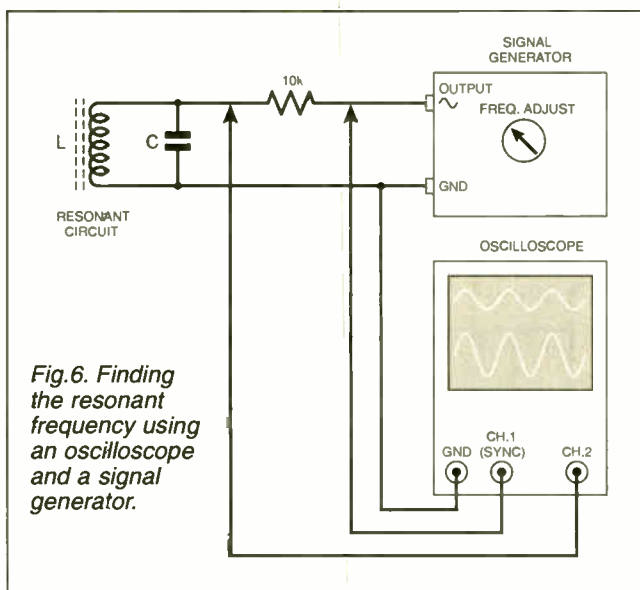 SIGNAL
GENERATOR
10k
OUTPUT
FREQ. ADJUST
L
C
GND
RESONANT
CIRCUIT
OSCILLOSCOPE
Fig.6. Finding
the resonant
frequency using
an oscilloscope
and a signal
generator.
GND
CH.1
(SYNC)
CH.2